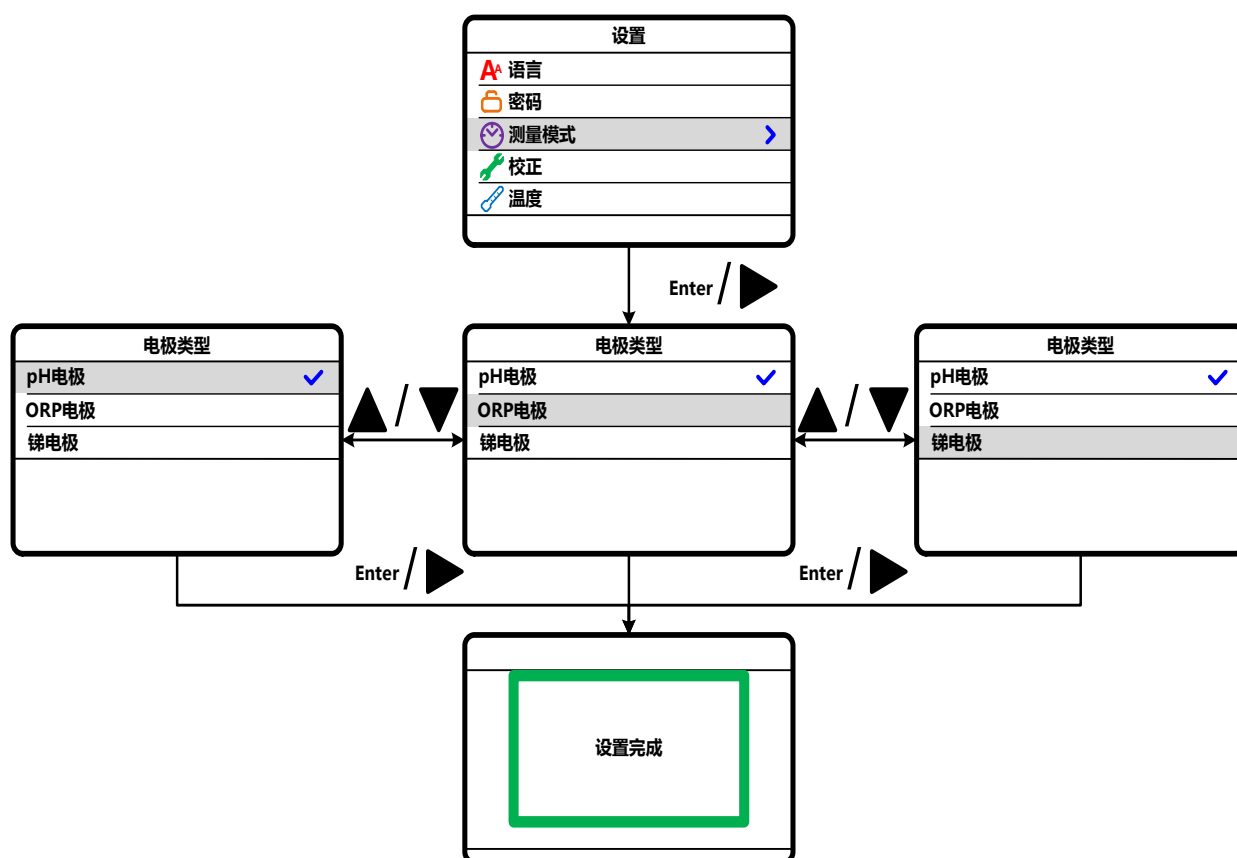 设置
AA 语言
密码
测量模式
校正
温度
Enter /
电极类型
pH电极
ORP电极
锑电极
/
电极类型
pH电极
ORP电极
锑电极
/
电极类型
pH电极
ORP电极
锑电极
Enter /
Enter /
设置完成